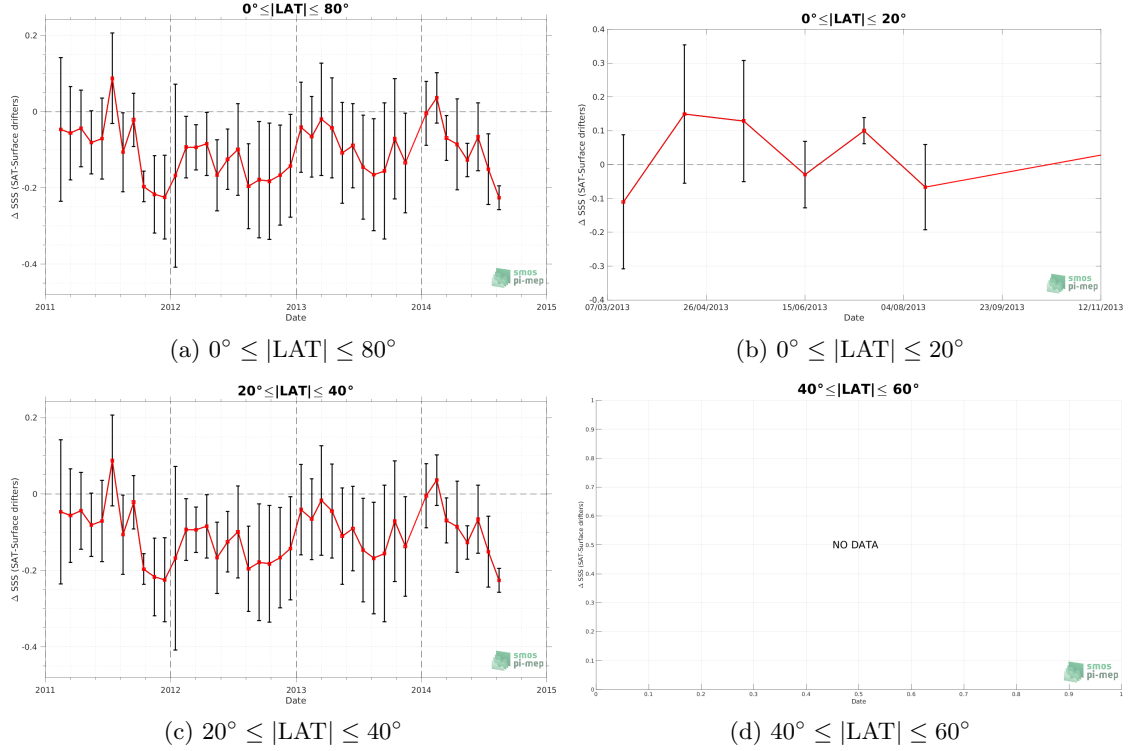 0°≤|LAT|≤ 80°
Δ SSS (SAT-Surface drifters)
0.2
0
-0.2
-0.4
2011
2012
2013
2014
2015
Date
smos
pi-mep
(a) 0° ≤ |LAT| ≤ 80°
0°≤|LAT|≤ 20°
Δ SSS (SAT-Surface drifters)
0.4
0.3
0.2
0.1
0
-0.1
-0.2
-0.3
-0.4
07/03/2013
26/04/2013
15/06/2013
04/08/2013
23/09/2013
12/11/2013
Date
smos
pi-mep
(b) 0° ≤ |LAT| ≤ 20°
20°≤|LAT|≤ 40°
Δ SSS (SAT-Surface drifters)
0.2
0
-0.2
-0.4
2011
2012
2013
2014
2015
Date
smos
pi-mep
(c) 20° ≤ |LAT| ≤ 40°
40°≤|LAT|≤ 60°
Δ SSS (SAT-Surface drifters)
1
0.9
0.8
0.7
0.6
0.5
0.4
0.3
0.2
0.1
0
NO DATA
0
0.1
0.2
0.3
0.4
0.5
0.6
0.7
0.8
0.9
1
Date
smos
pi-mep
(d) 40° ≤ |LAT| ≤ 60°